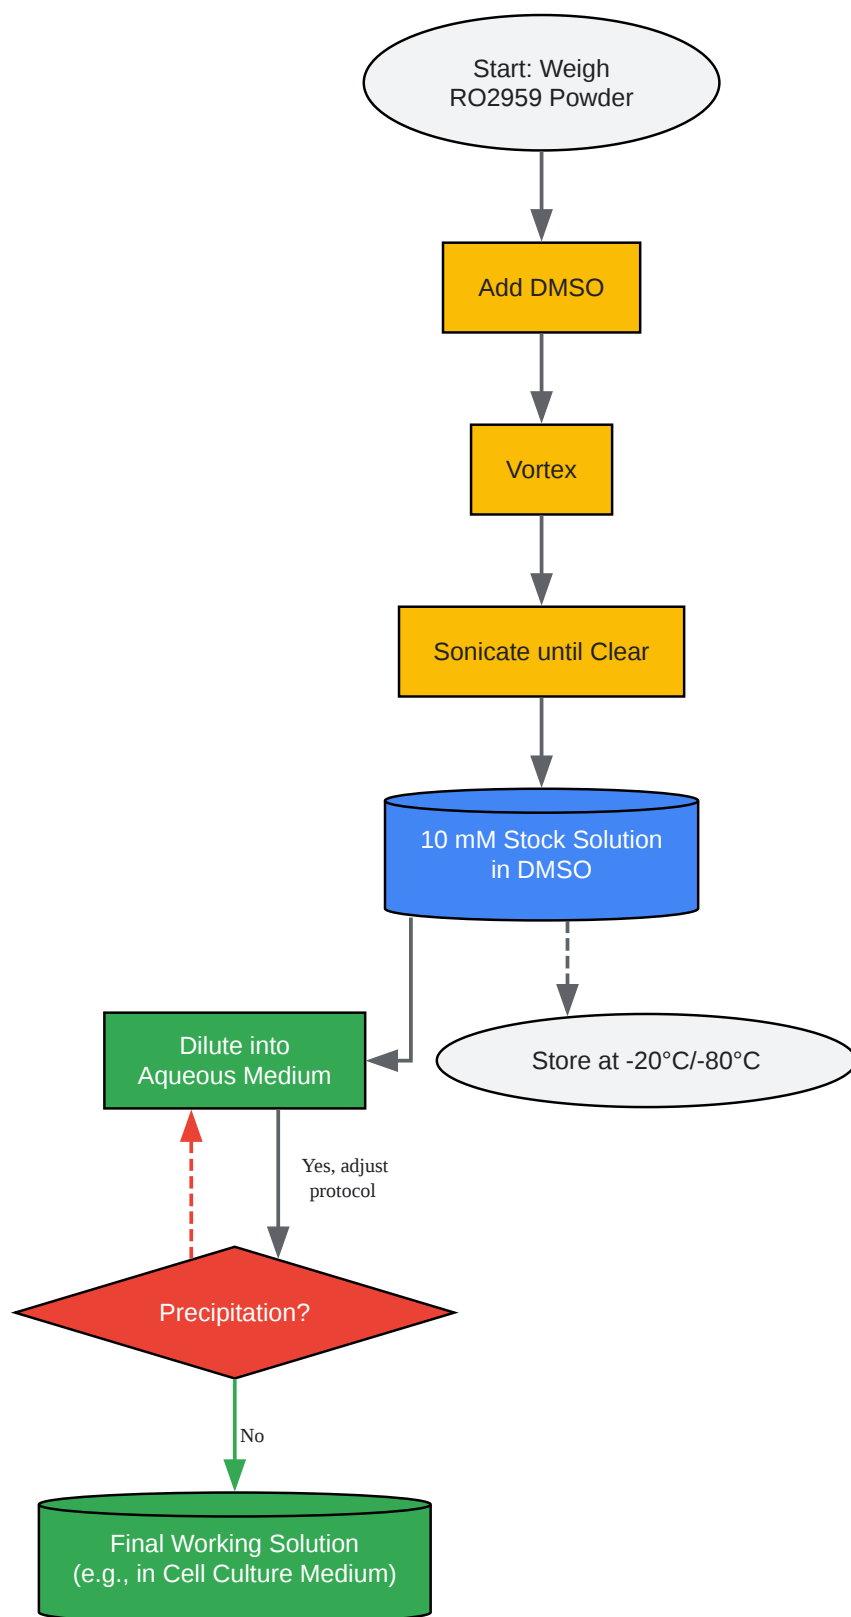 Start: Weigh
RO2959 Powder
Add DMSO
Vortex
Sonicate until Clear
10 mM Stock Solution
in DMSO
Dilute into
Aqueous Medium
Store at -20°C/-80°C
Yes, adjust
protocol
Precipitation?
No
Final Working Solution
(e.g., in Cell Culture Medium)